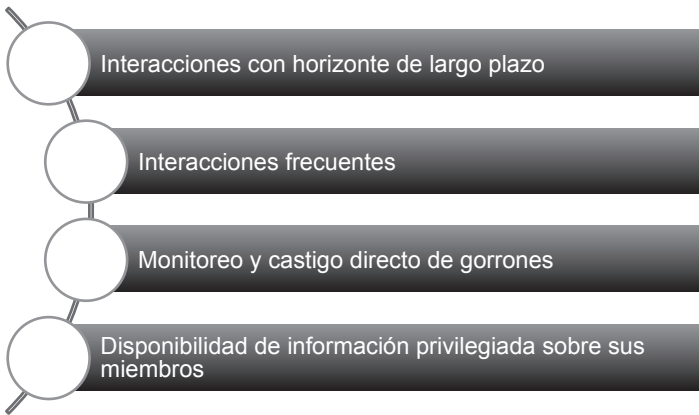 Interacciones con horizonte de largo plazo
Interacciones frecuentes
Monitoreo y castigo directo de gorrones
Disponibilidad de información privilegiada sobre sus
miembros